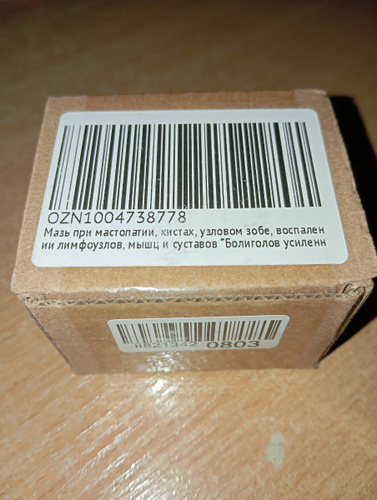 OZN1004738778
Мазь при мастопатии, кистах, узловом зобе, воспален
ии лимфоузлов, мышц и суставов "Болиголов усиленн
0803